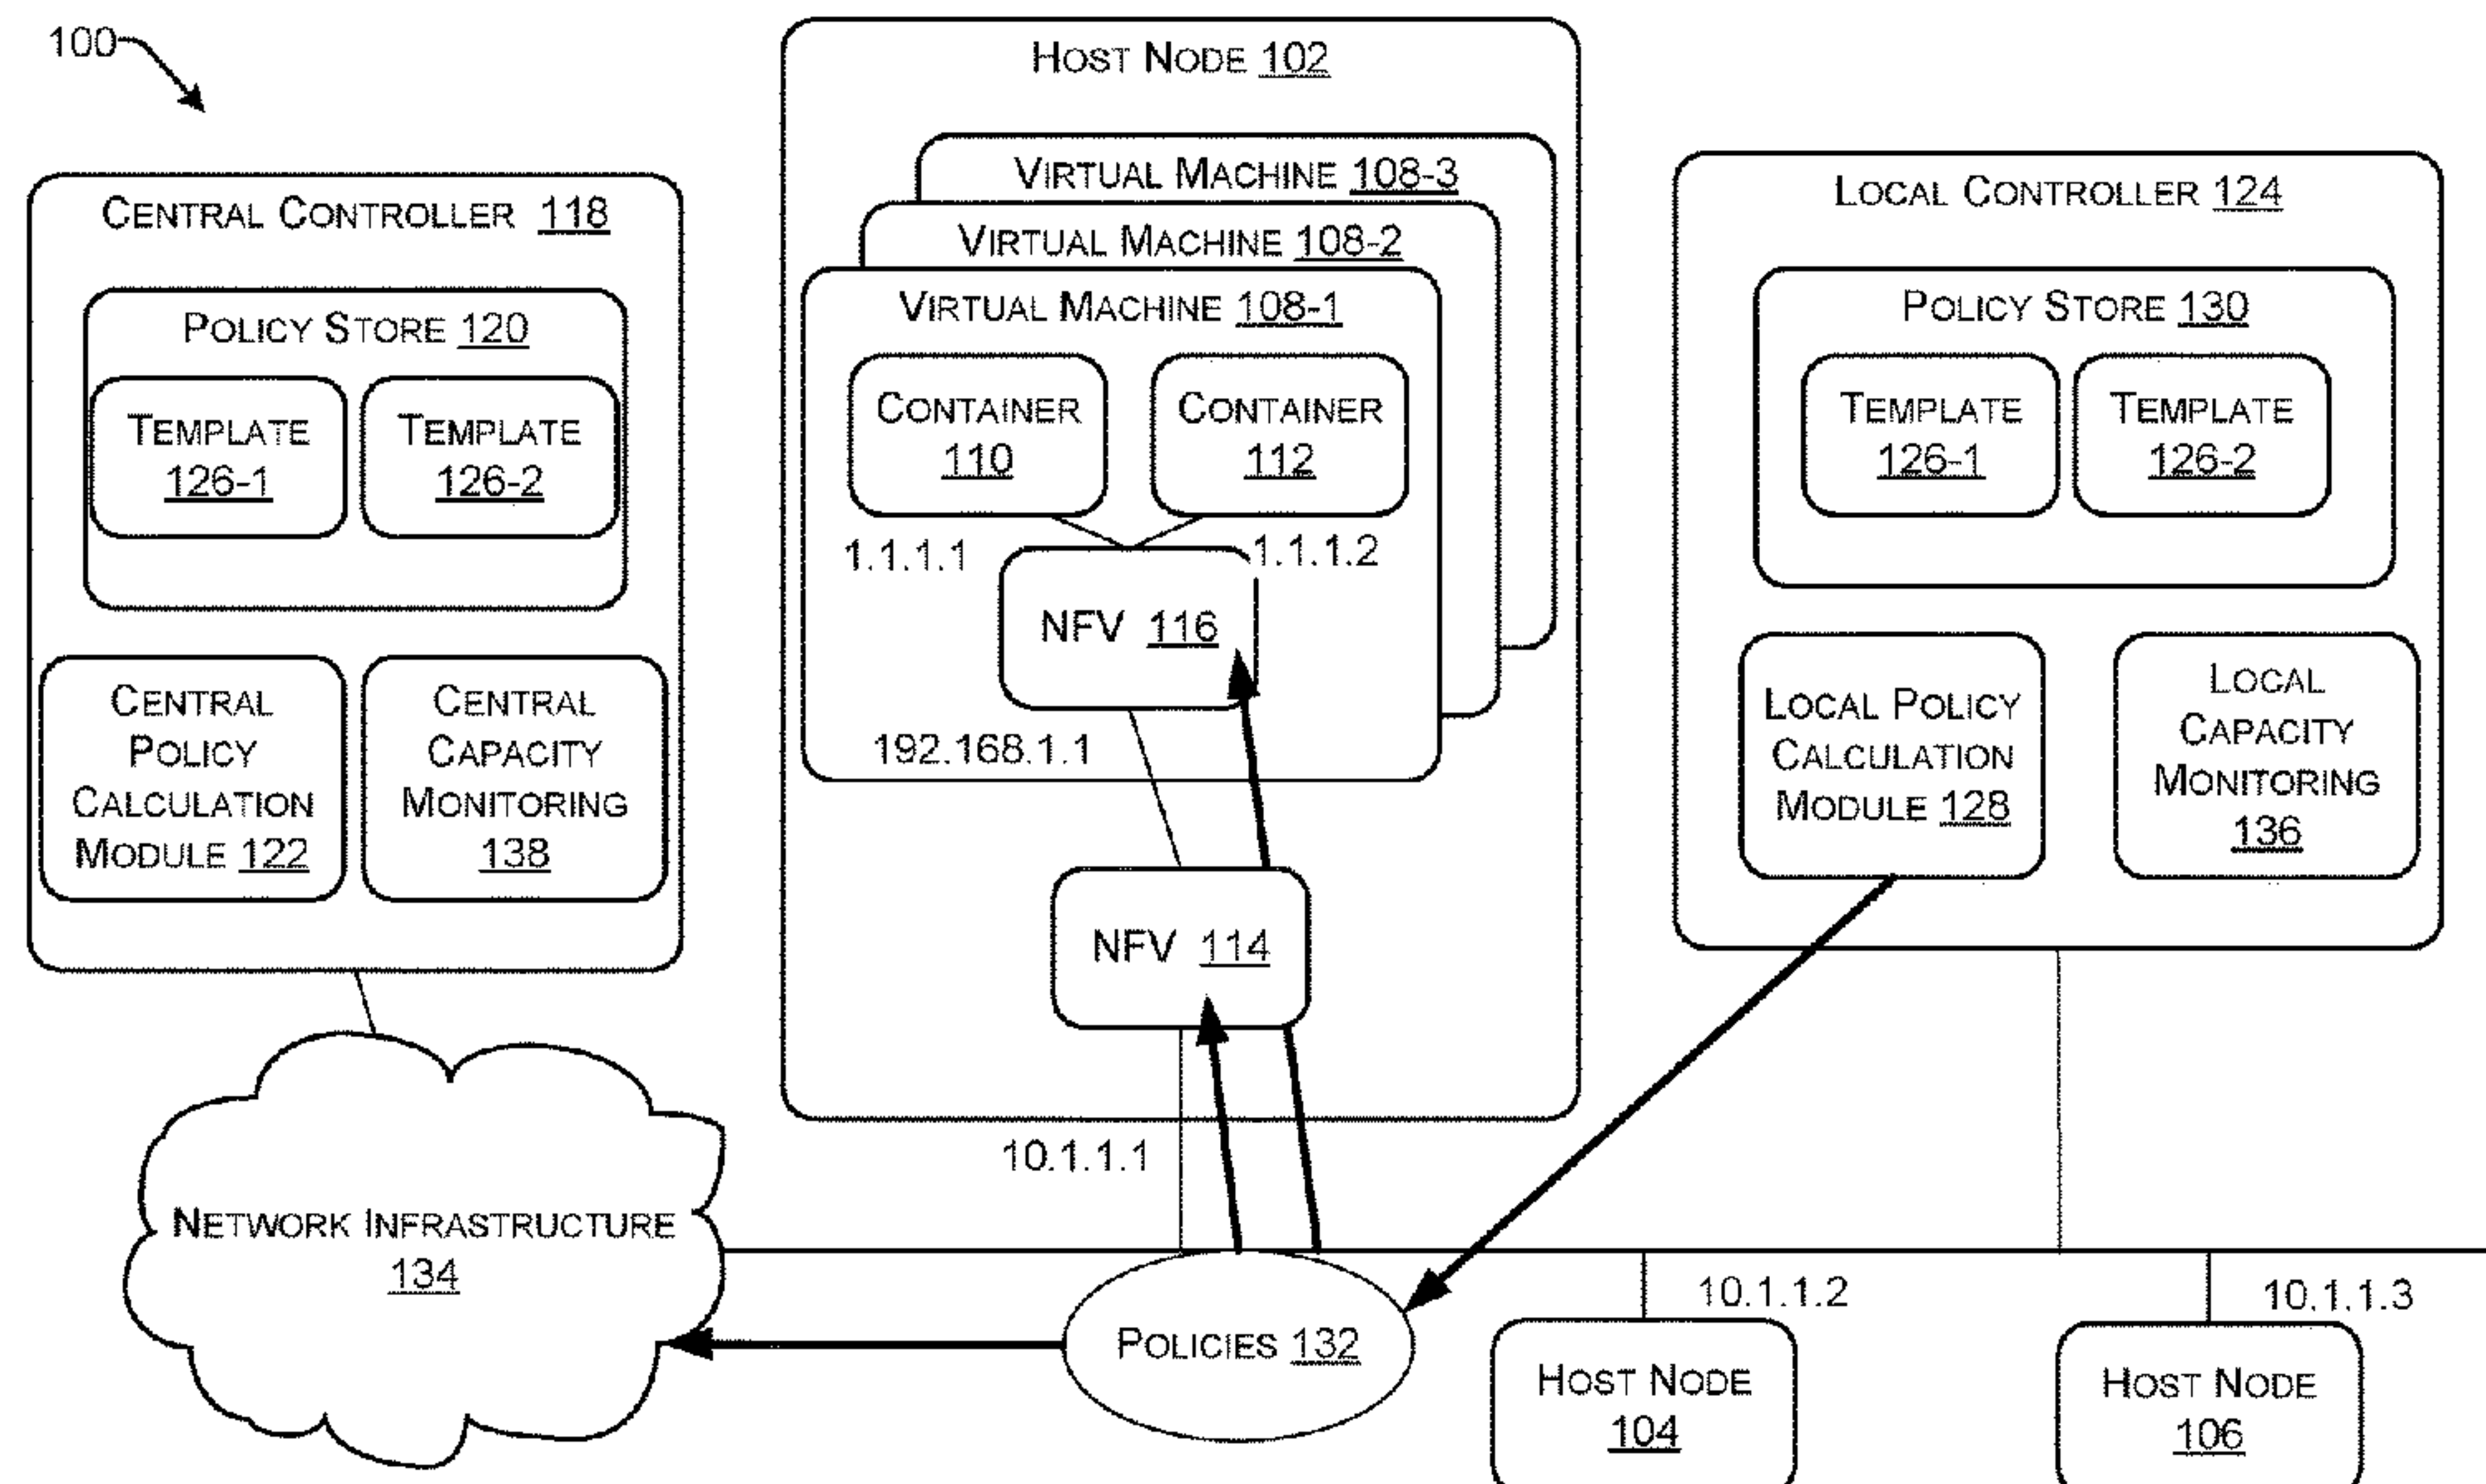 100
HOST NODE 102
VIRTUAL MACHINE 108-3
VIRTUAL MACHINE 108-2
VIRTUAL MACHINE 108-1
CONTAINER
110
CONTAINER
112
1.1.1.1
1.1.1.2
NFV 116
192.168.1.1
NFV 114
10.1.1.1
CENTRAL CONTROLLER 118
POLICY STORE 120
TEMPLATE
126-1
TEMPLATE
126-2
CENTRAL
POLICY
CALCULATION
MODULE 122
CENTRAL
CAPACITY
MONITORING
138
LOCAL CONTROLLER 124
POLICY STORE 130
TEMPLATE
126-1
TEMPLATE
126-2
LOCAL POLICY
CALCULATION
MODULE 128
LOCAL
CAPACITY
MONITORING
136
NETWORK INFRASTRUCTURE
134
POLICIES 132
10.1.1.2
HOST NODE
104
10.1.1.3
HOST NODE
106